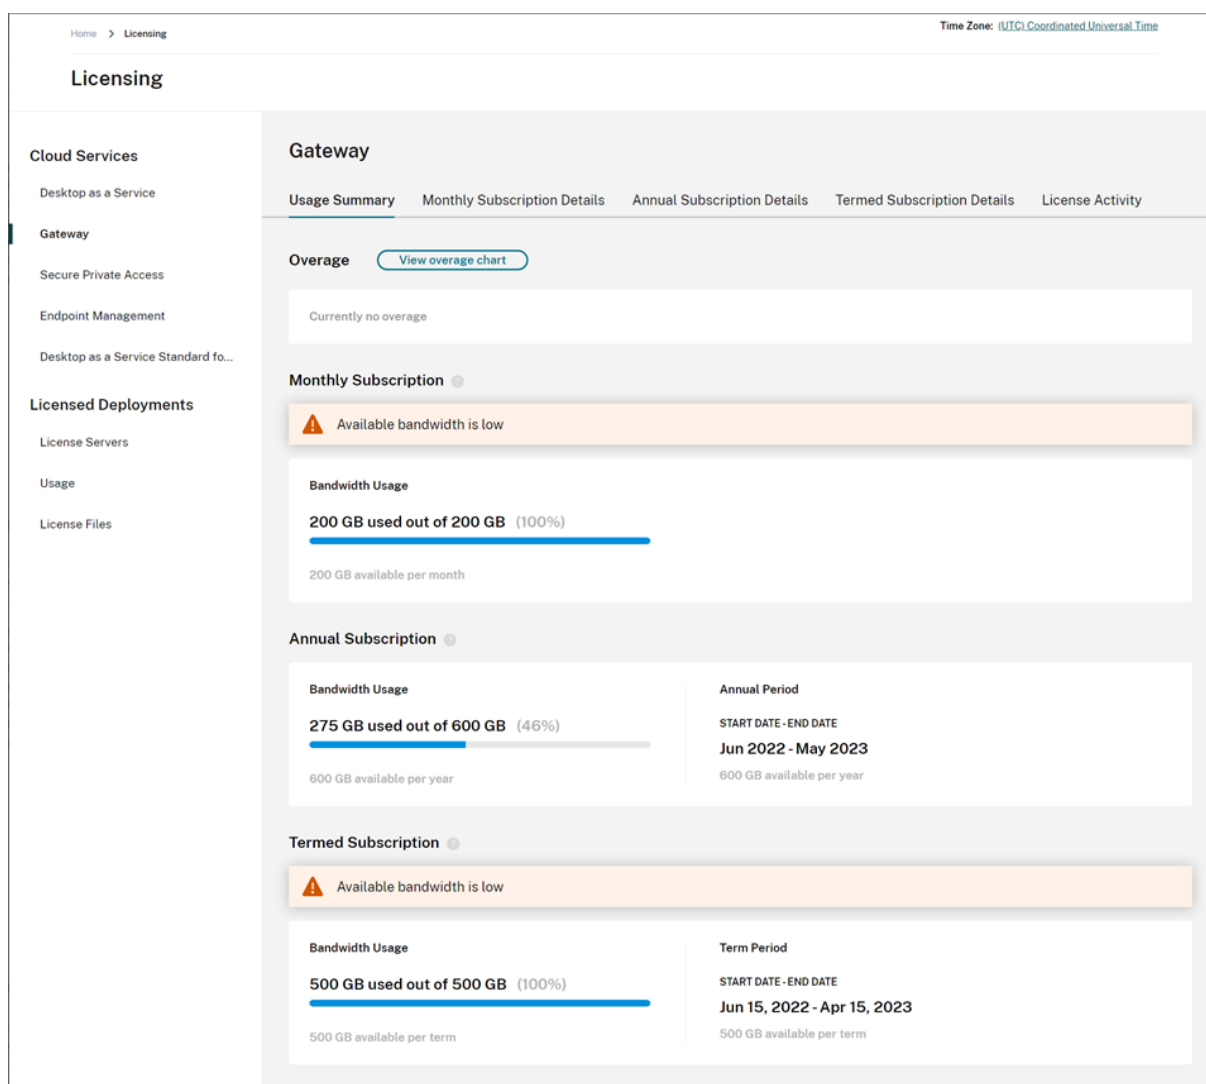 Home > Licensing
Time Zone: (UTC) Coordinated Universal Time
Licensing
Cloud Services
Desktop as a Service
Gateway
Secure Private Access
Endpoint Management
Desktop as a Service Standard fo...
Licensed Deployments
License Servers
Usage
License Files
Gateway
Usage Summary Monthly Subscription Details Annual Subscription Details Termed Subscription Details License Activity
Overage View overage chart
Currently no overage
Monthly Subscription ?
Available bandwidth is low
Bandwidth Usage
200 GB used out of 200 GB (100%)
200 GB available per month
Annual Subscription ?
Bandwidth Usage
275 GB used out of 600 GB (46%)
600 GB available per year
Annual Period
START DATE - END DATE
Jun 2022 - May 2023
600 GB available per year
Termed Subscription ?
Available bandwidth is low
Bandwidth Usage
500 GB used out of 500 GB (100%)
500 GB available per term
Term Period
START DATE - END DATE
Jun 15, 2022 - Apr 15, 2023
500 GB available per term